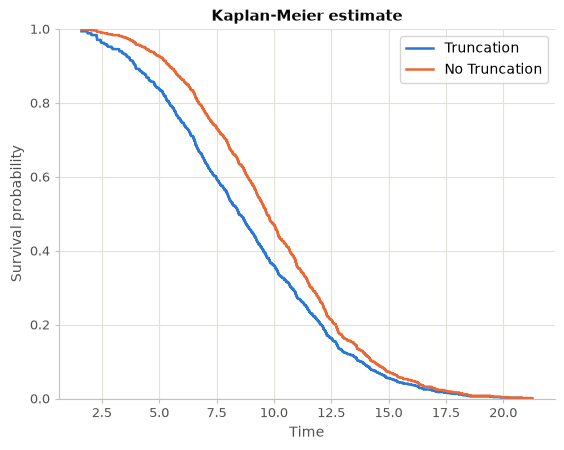 Kaplan-Meier estimate
Survival probability
1.0
0.8
0.6
0.4
0.2
0.0
Truncation
No Truncation
2.5 5.0 7.5 10.0 12.5 15.0 17.5 20.0
Time